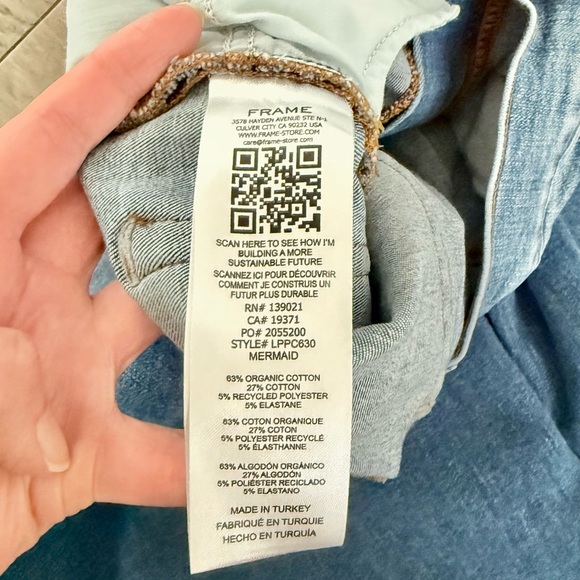 FRAME
3578 HAYDEN AVENUE STE N-1
CULVER CITY CA 90232 USA
WWW.FRAME-STORE.COM
care@frame-store.com
SCAN HERE TO SEE HOW I'M
BUILDING A MORE
SUSTAINABLE FUTURE
SCANNEZ ICI POUR DÉCOUVRIR
COMMENT JE CONSTRUIS UN
FUTUR PLUS DURABLE
RN# 139021
CA# 19371
PO# 2055200
STYLE# LPPC630
MERMAID
63% ORGANIC COTTON
27% COTTON
5% RECYCLED POLYESTER
5% ELASTANE
63% COTON ORGANIQUE
27% COTON
5% POLYESTER RECYCLÉ
5% ÉLASTHANNE
63% ALGODÓN ORGÁNICO
27% ALGODÓN
5% POLIÉSTER RECICLADO
5% ELASTANO
MADE IN TURKEY
FABRIQUÉ EN TURQUIE
HECHO EN TURQUÍA